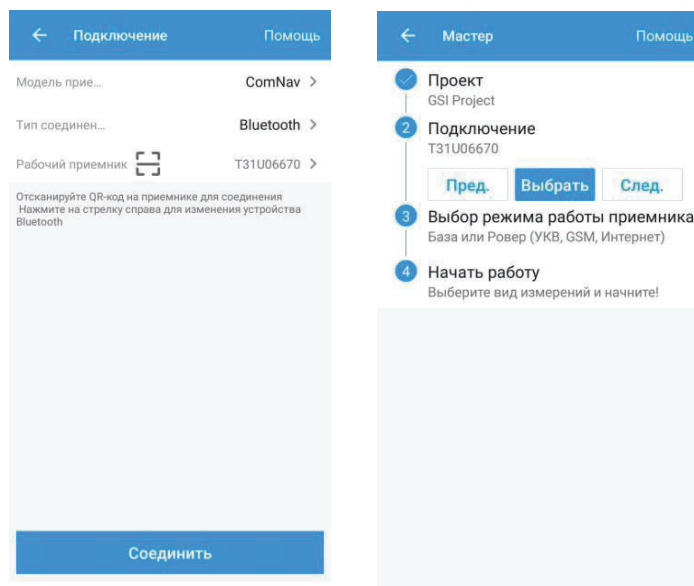 Подключение Помощь
Модель прие... ComNav
Тип соединен... Bluetooth
Рабочий приемник T31U06670
Отсканируйте QR-код на приемнике для соединения
Нажмите на стрелку справа для изменения устройства
Bluetooth
Соединить
Мастер Помощь
Проект
GSI Project
2 Подключение
T31U06670
Пред. Выбрать След.
3 Выбор режима работы приемника
База или Ровер (УКВ, GSM, Интернет)
4 Начать работу
Выберите вид измерений и начните!